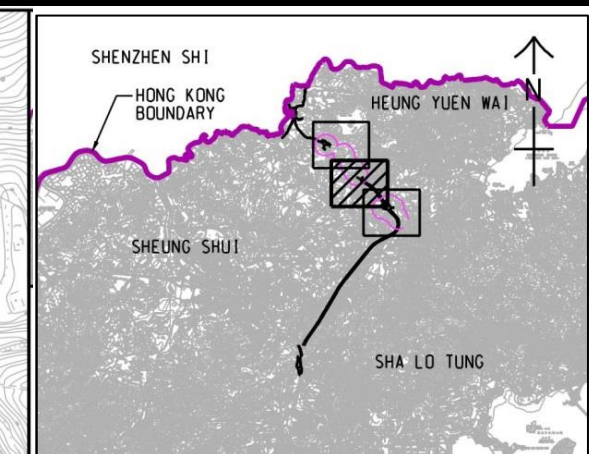 SHENZHEN SHI
HONG KONG
BOUNDARY
HEUNG YUEN WAI
N
SHEUNG SHUI
SHA LO TUNG